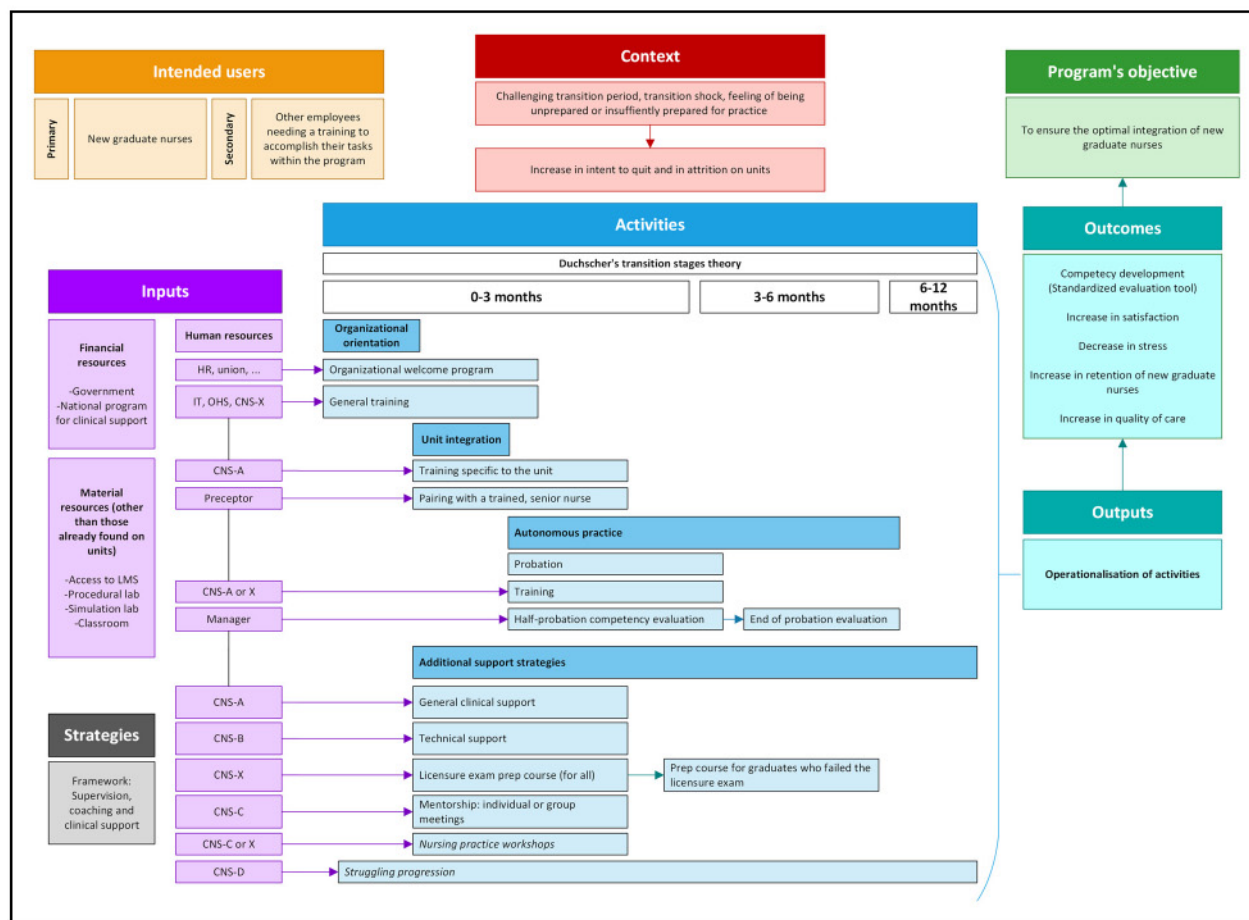 Intended users
Primary
New graduate nurses
Secondary
Other employees
needing a training to
accomplish their tasks
within the program
Context
Challenging transition period, transition shock, feeling of being
unprepared or insuffiently prepared for practice
Increase in intent to quit and in attrition on units
Program's objective
To ensure the optimal integration of new
graduate nurses
Activities
Duchscher's transition stages theory
0-3 months
3-6 months
6-12
months
Inputs
Financial
resources
-Government
-National program
for clinical support
Material
resources (other
than those
already found on
units)
-Access to LMS
-Procedural lab
-Simulation lab
-Classroom
Strategies
Framework:
Supervision,
coaching and
clinical support
Human resources
Organizational
orientation
HR, union, ...
Organizational welcome program
IT, OHS, CNS-X
General training
Unit integration
CNS-A
Training specific to the unit
Preceptor
Pairing with a trained, senior nurse
Autonomous practice
Probation
CNS-A or X
Training
Manager
Half-probation competency evaluation
End of probation evaluation
Additional support strategies
CNS-A
General clinical support
CNS-B
Technical support
CNS-X
Licensure exam prep course (for all)
Prep course for graduates who failed the
licensure exam
CNS-C
Mentorship: individual or group
meetings
CNS-C or X
Nursing practice workshops
CNS-D
Struggling progression
Outcomes
Competecy development
(Standardized evaluation tool)
Increase in satisfaction
Decrease in stress
Increase in retention of new graduate
nurses
Increase in quality of care
Outputs
Operationalisation of activities